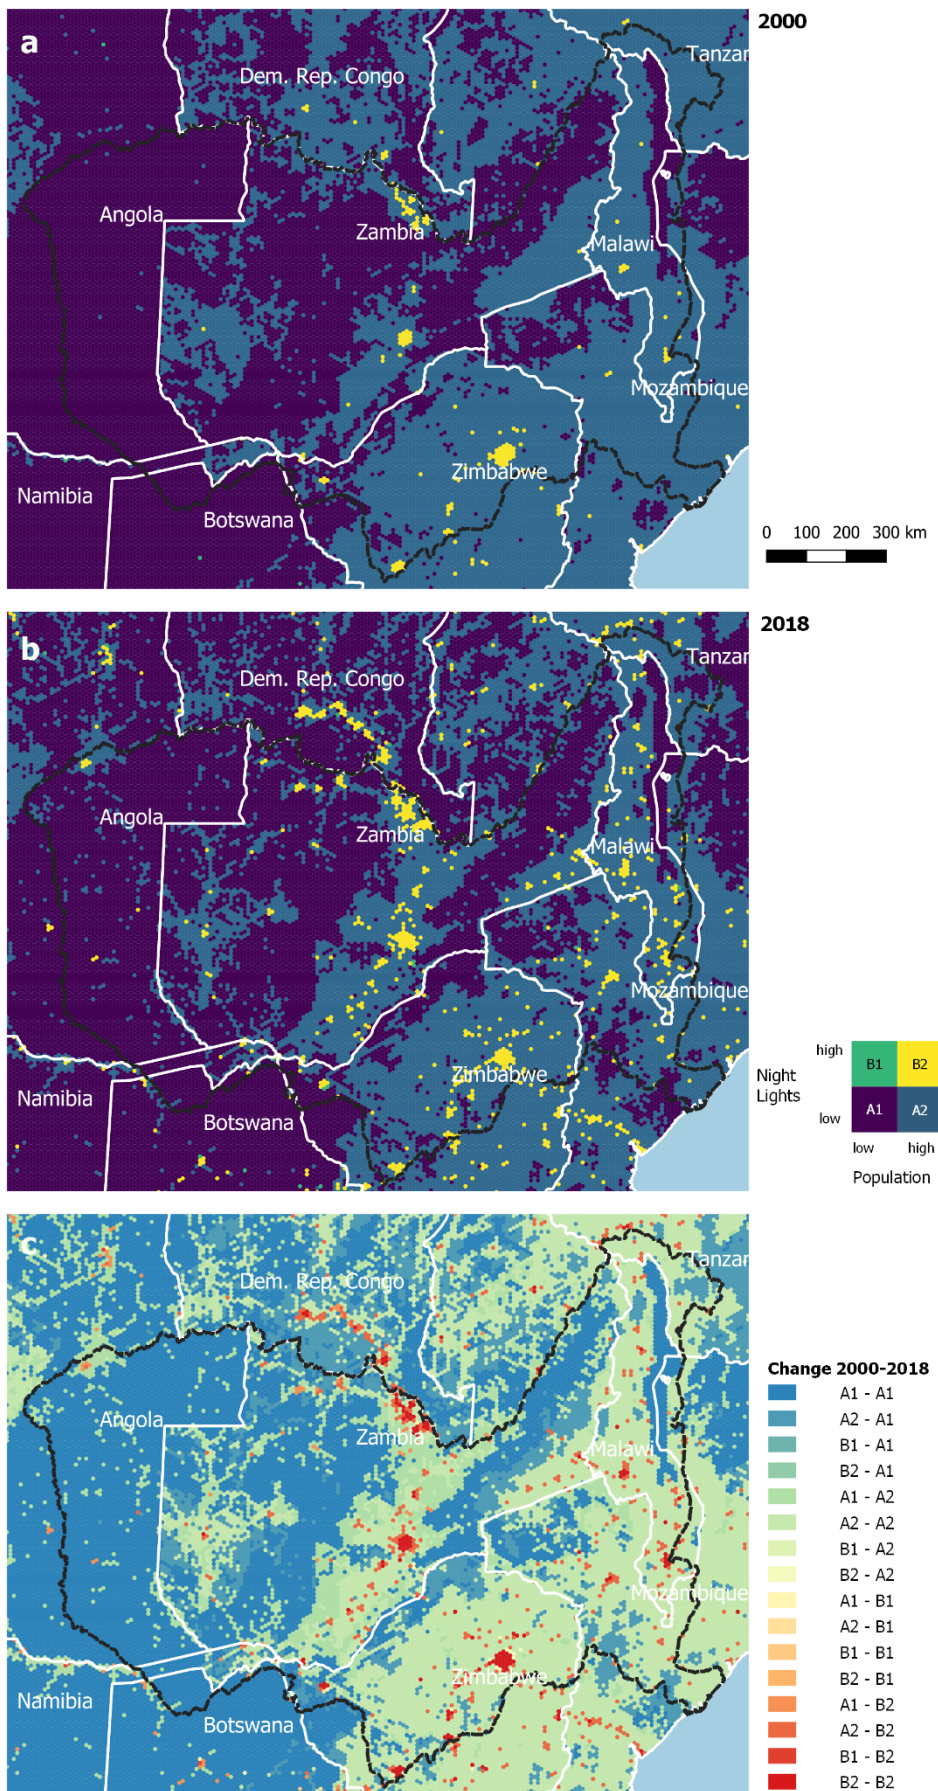 a
2000
Tanzar
Dem. Rep. Congo
Angola
Zambia
Malawi
Mozambique
Zimbabwe
Namibia
Botswana
0 100 200 300 km
b
2018
Tanzar
Dem. Rep. Congo
Angola
Zambia
Malawi
Mozambique
Zimbabwe
Namibia
Botswana
high
Night
Lights
low
B1 B2
A1 A2
low high
Population
c
Tanzar
Dem. Rep. Congo
Angola
Zambia
Malawi
Mozambique
Zimbabwe
Namibia
Botswana
Change 2000-2018
A1 - A1
A2 - A1
B1 - A1
B2 - A1
A1 - A2
A2 - A2
B1 - A2
B2 - A2
A1 - B1
A2 - B1
B1 - B1
B2 - B1
A1 - B2
A2 - B2
B1 - B2
B2 - B2